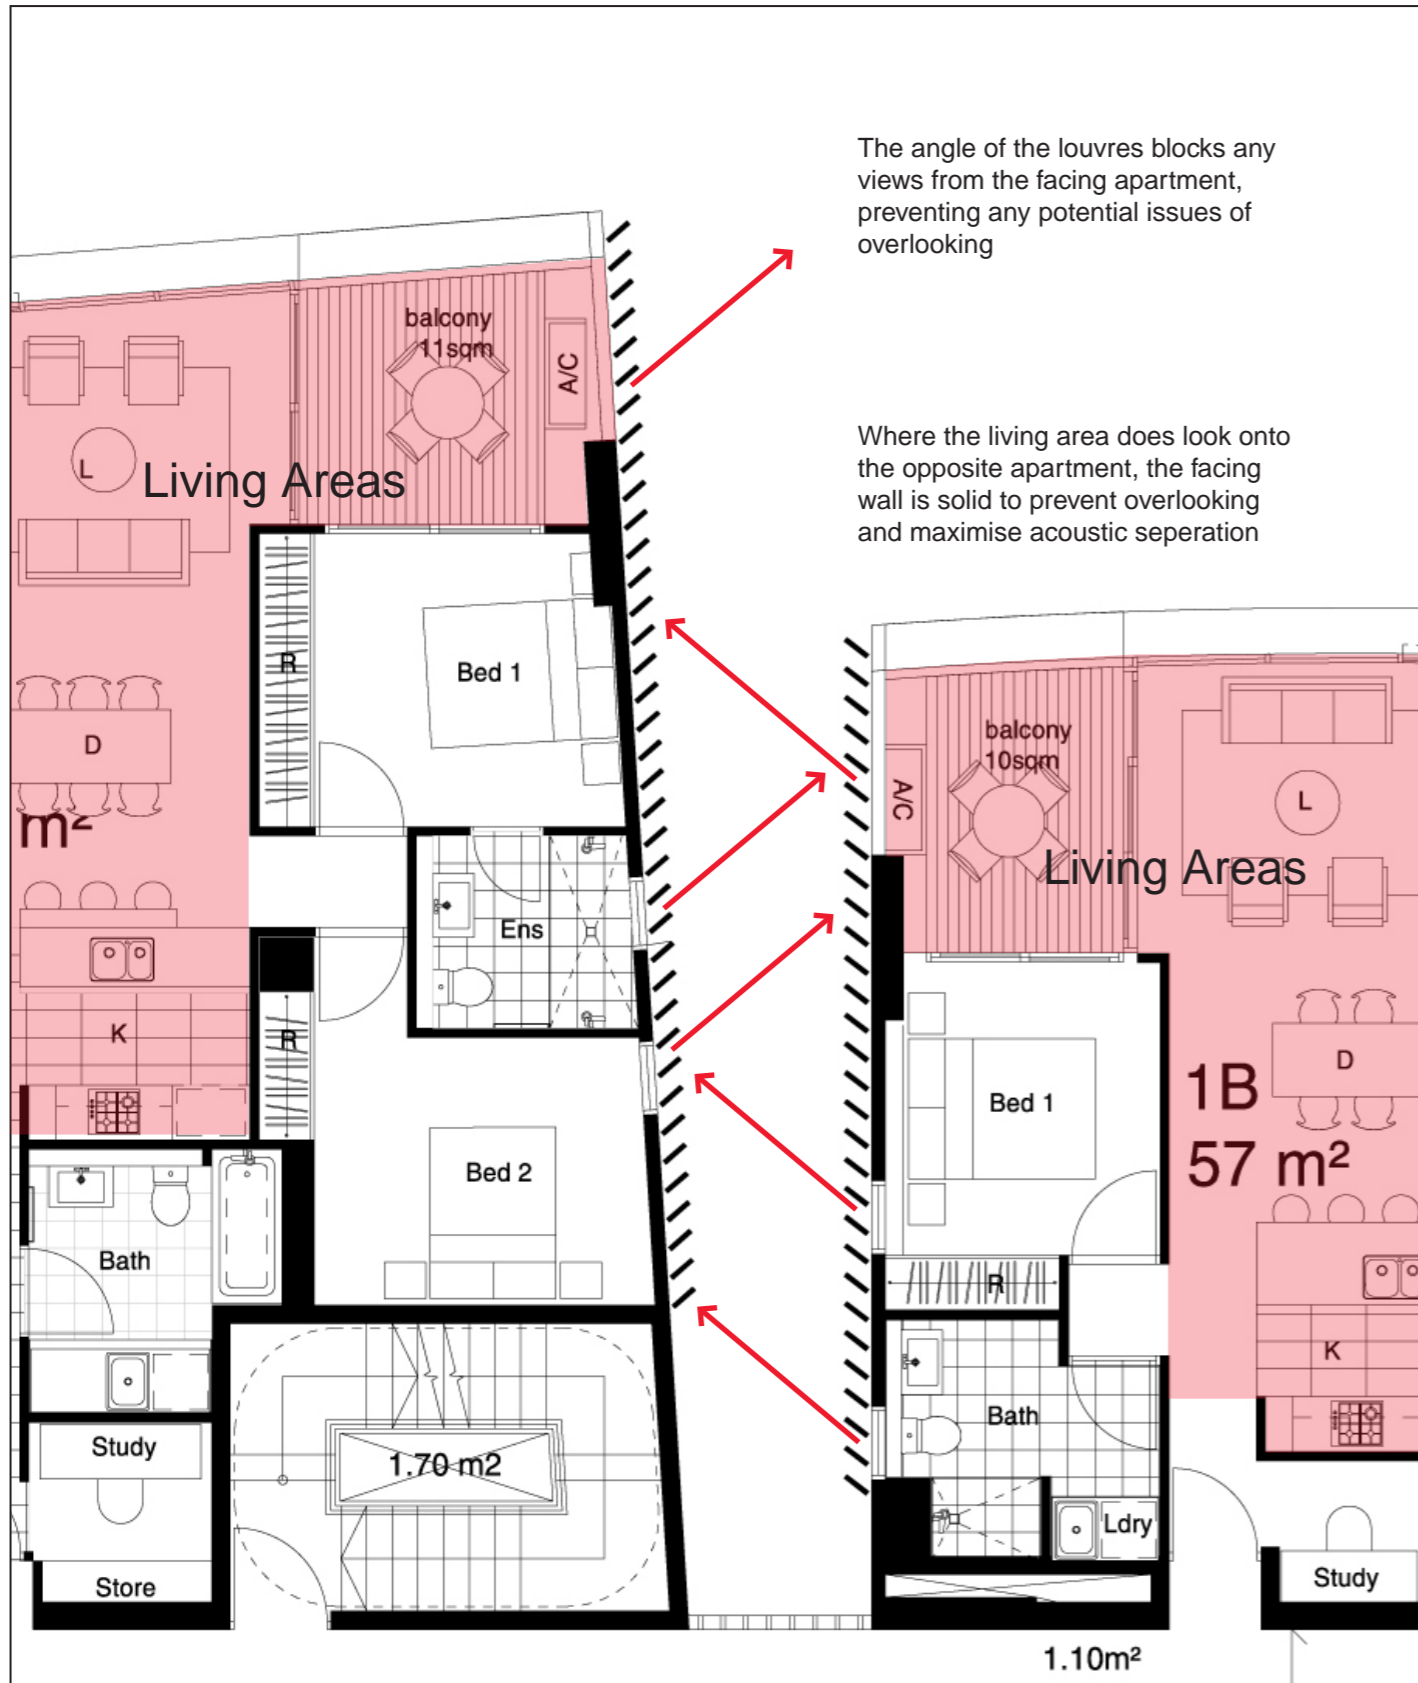 The angle of the louvres blocks any
views from the facing apartment,
preventing any potential issues of
overlooking
balcony
11sqm
A/C
L
Living Areas
Where the living area does look onto
the opposite apartment, the facing
wall is solid to prevent overlooking
and maximise acoustic seperation
R
Bed 1
D
m²
balcony
10sqm
A/C
L
Living Areas
Ens
K
R
Bed 2
Bed 1
1B
57 m²
D
Bath
R
K
Bath
Study
1.70 m2
Ldry
Store
Study
1.10m²